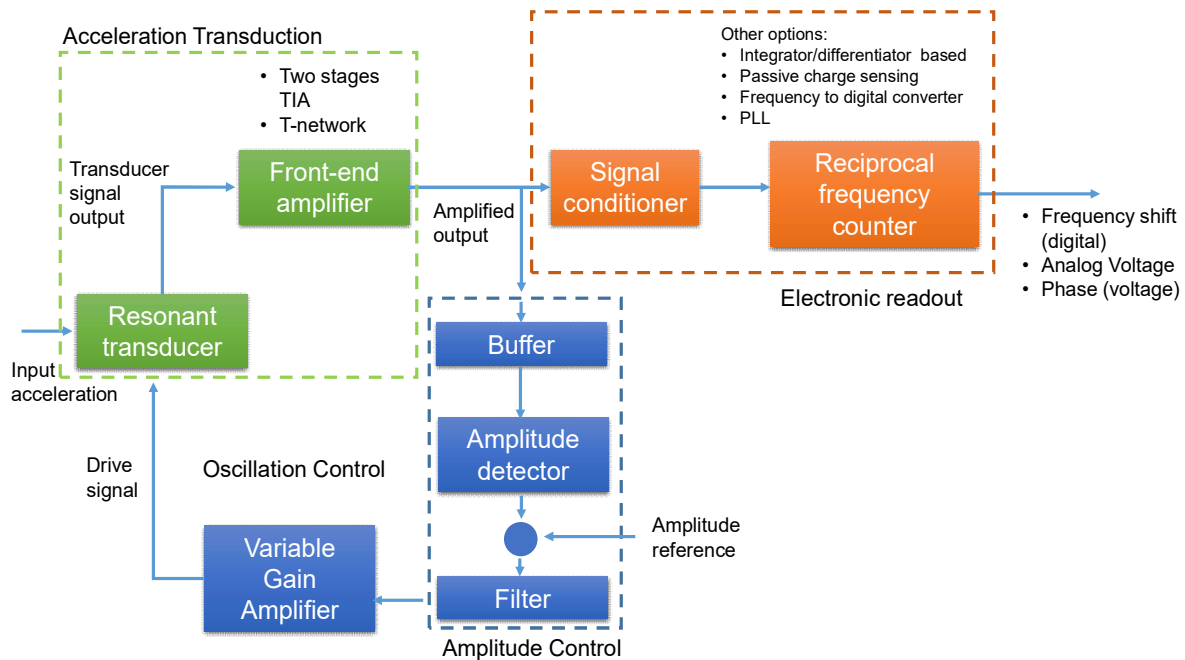 Acceleration Transduction
• Two stages
TIA
• T-network
Transducer
signal
output
Front-end
amplifier
Amplified
output
Resonant
transducer
Input
acceleration
Other options:
• Integrator/differentiator based
• Passive charge sensing
• Frequency to digital converter
• PLL
Signal
conditioner
Reciprocal
frequency
counter
• Frequency shift
(digital)
• Analog Voltage
• Phase (voltage)
Electronic readout
Buffer
Amplitude
detector
Amplitude
reference
Filter
Amplitude Control
Oscillation Control
Drive
signal
Variable
Gain
Amplifier